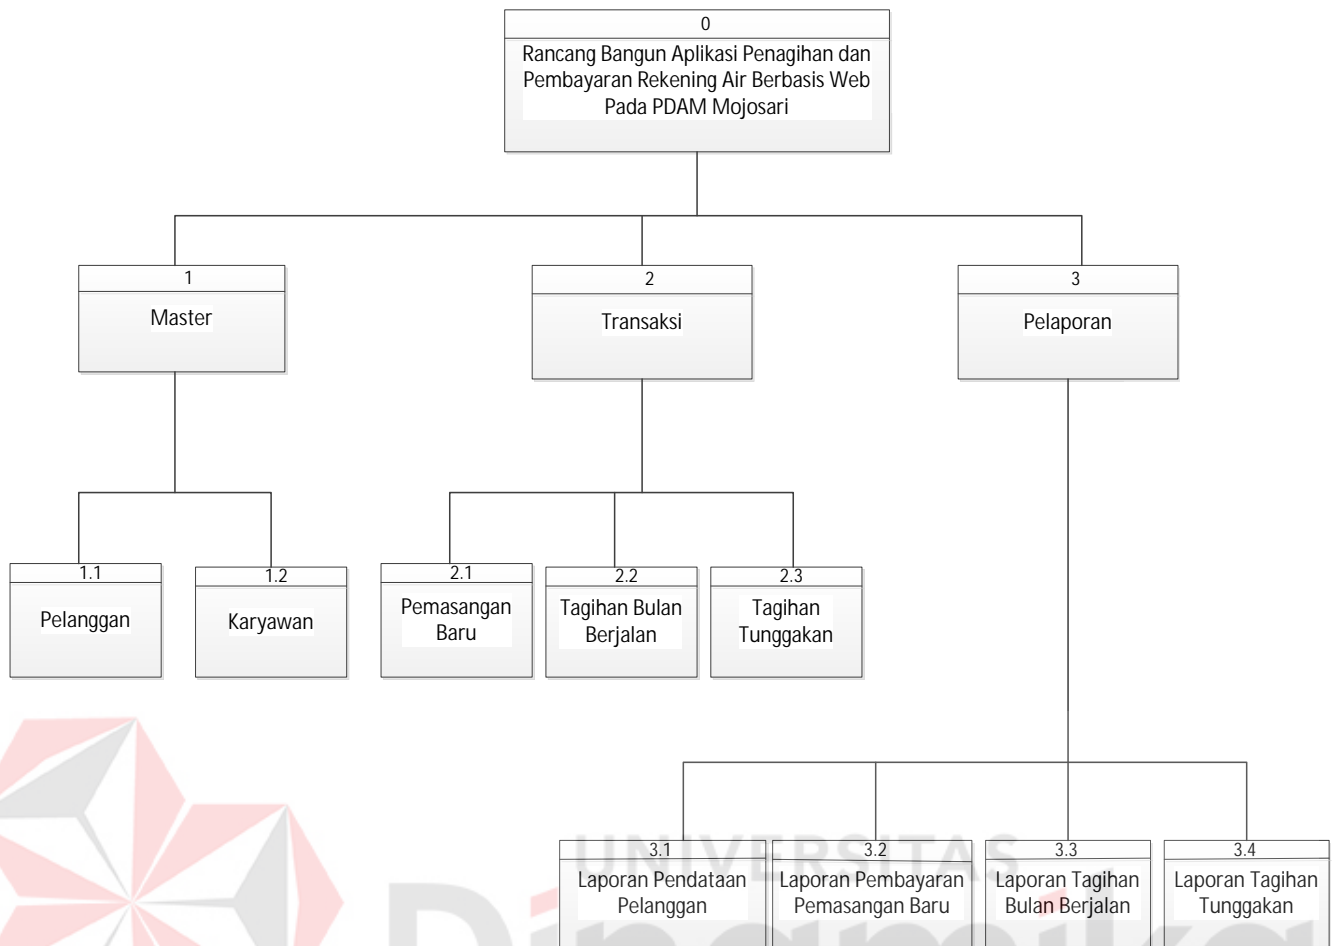 0
Rancang Bangun Aplikasi Penagihan dan
Pembayaran Rekening Air Berbasis Web
Pada PDAM Mojosari
1
Master
2
Transaksi
3
Pelaporan
1.1
Pelanggan
1.2
Karyawan
2.1
Pemasangan
Baru
2.2
Tagihan Bulan
Berjalan
2.3
Tagihan
Tunggakan
UNIVERSITAS
Dinamika
3.1
Laporan Pendataan
Pelanggan
3.2
Laporan Pembayaran
Pemasangan Baru
3.3
Laporan Tagihan
Bulan Berjalan
3.4
Laporan Tagihan
Tunggakan